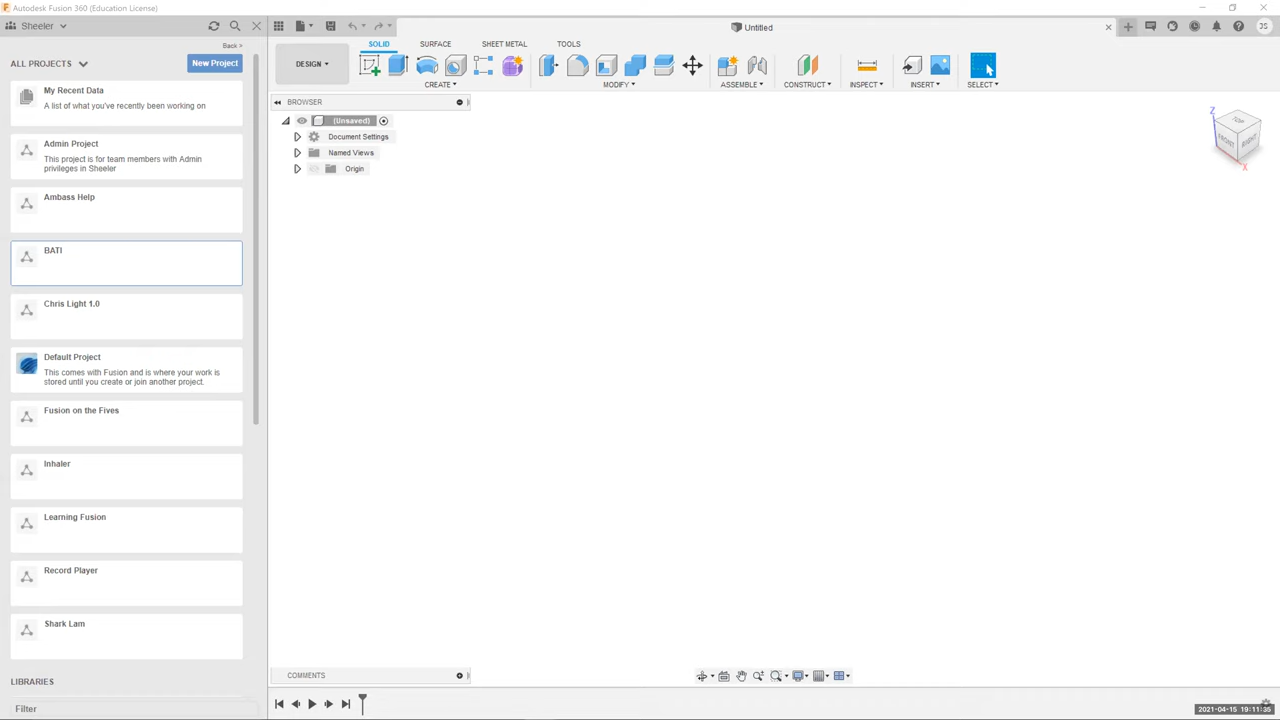 Autodesk Fusion 360 (Education License)
Sheeler
Untitled
JS
Back >
ALL PROJECTS
New Project
My Recent Data
A list of what you've recently been working on
Admin Project
This project is for team members with Admin
privileges in Sheeler
Ambass Help
BATI
Chris Light 1.0
Default Project
This comes with Fusion and is where your work is
stored until you create or join another project.
Fusion on the Fives
Inhaler
Learning Fusion
Record Player
Shark Lam
LIBRARIES
Filter
DESIGN
SOLID SURFACE SHEET METAL TOOLS
CREATE MODIFY ASSEMBLE CONSTRUCT INSPECT INSERT SELECT
BROWSER
(Unsaved)
Document Settings
Named Views
Origin
Z
TOP
FRONT RIGHT
X
COMMENTS
2021-04-15 19:11:35